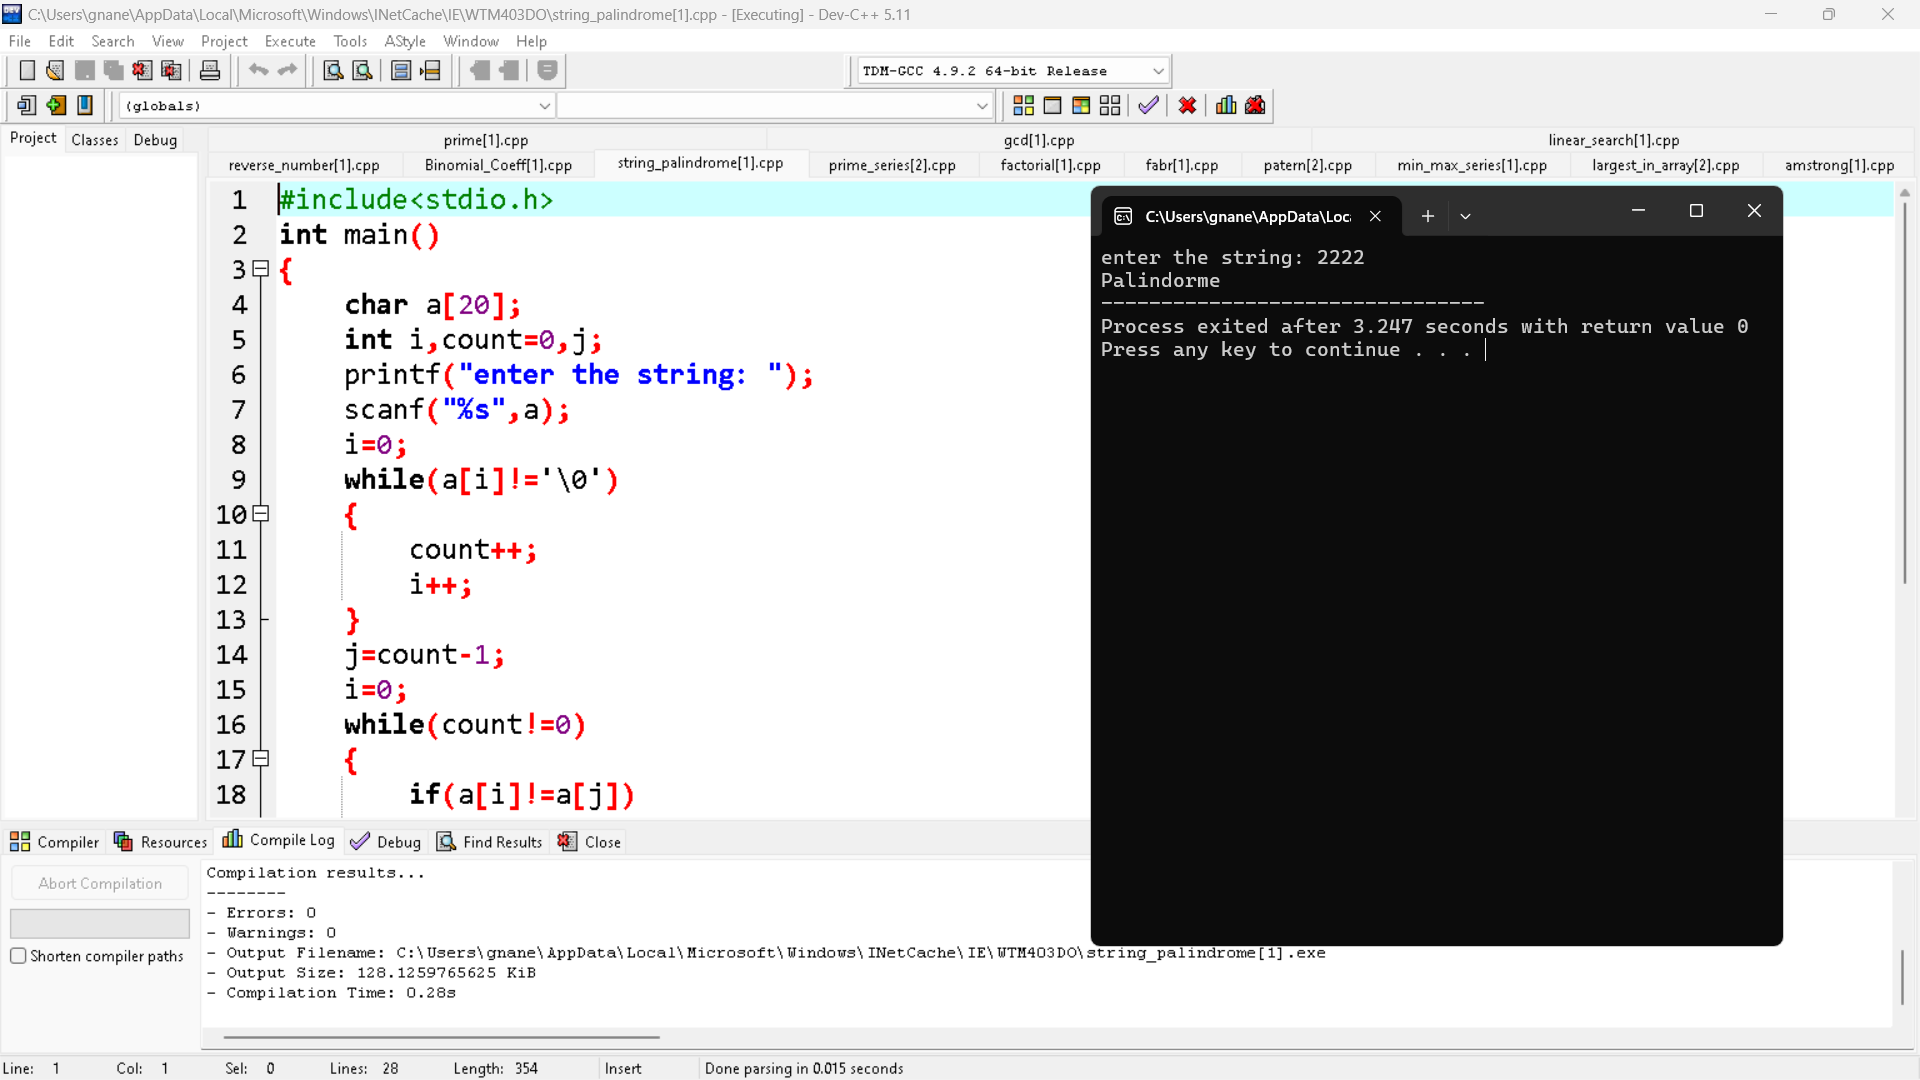 C:\Users\gnane\AppData\Local\Microsoft\Windows\INetCache\IE\WTM403DO\string_palindrome[1].cpp - [Executing] - Dev-C++ 5.11
File Edit Search View Project Execute Tools AStyle Window Help
TDM-GCC 4.9.2 64-bit Release
(globals)
Project Classes Debug
prime[1].cpp gcd[1].cpp linear_search[1].cpp
reverse_number[1].cpp Binomial_Coeff[1].cpp string_palindrome[1].cpp prime_series[2].cpp factorial[1].cpp fabr[1].cpp patern[2].cpp min_max_series[1].cpp largest_in_array[2].cpp amstrong[1].cpp
1 #include<stdio.h>
2 int main()
3 {
4 char a[20];
5 int i,count=0,j;
6 printf("enter the string: ");
7 scanf("%s",a);
8 i=0;
9 while(a[i]!='\0')
10 {
11 count++;
12 i++;
13 }
14 j=count-1;
15 i=0;
16 while(count!=0)
17 {
18 if(a[i]!=a[j])
C:\Users\gnane\AppData\Loc
enter the string: 2222
Palindorme
--------------------------------
Process exited after 3.247 seconds with return value 0
Press any key to continue . . .
Compiler Resources Compile Log Debug Find Results Close
Abort Compilation
Shorten compiler paths
Compilation results...
--------
- Errors: 0
- Warnings: 0
- Output Filename: C:\Users\gnane\AppData\Local\Microsoft\Windows\INetCache\IE\WTM403DO\string_palindrome[1].exe
- Output Size: 128.1259765625 KiB
- Compilation Time: 0.28s
Line: 1 Col: 1 Sel: 0 Lines: 28 Length: 354 Insert Done parsing in 0.015 seconds